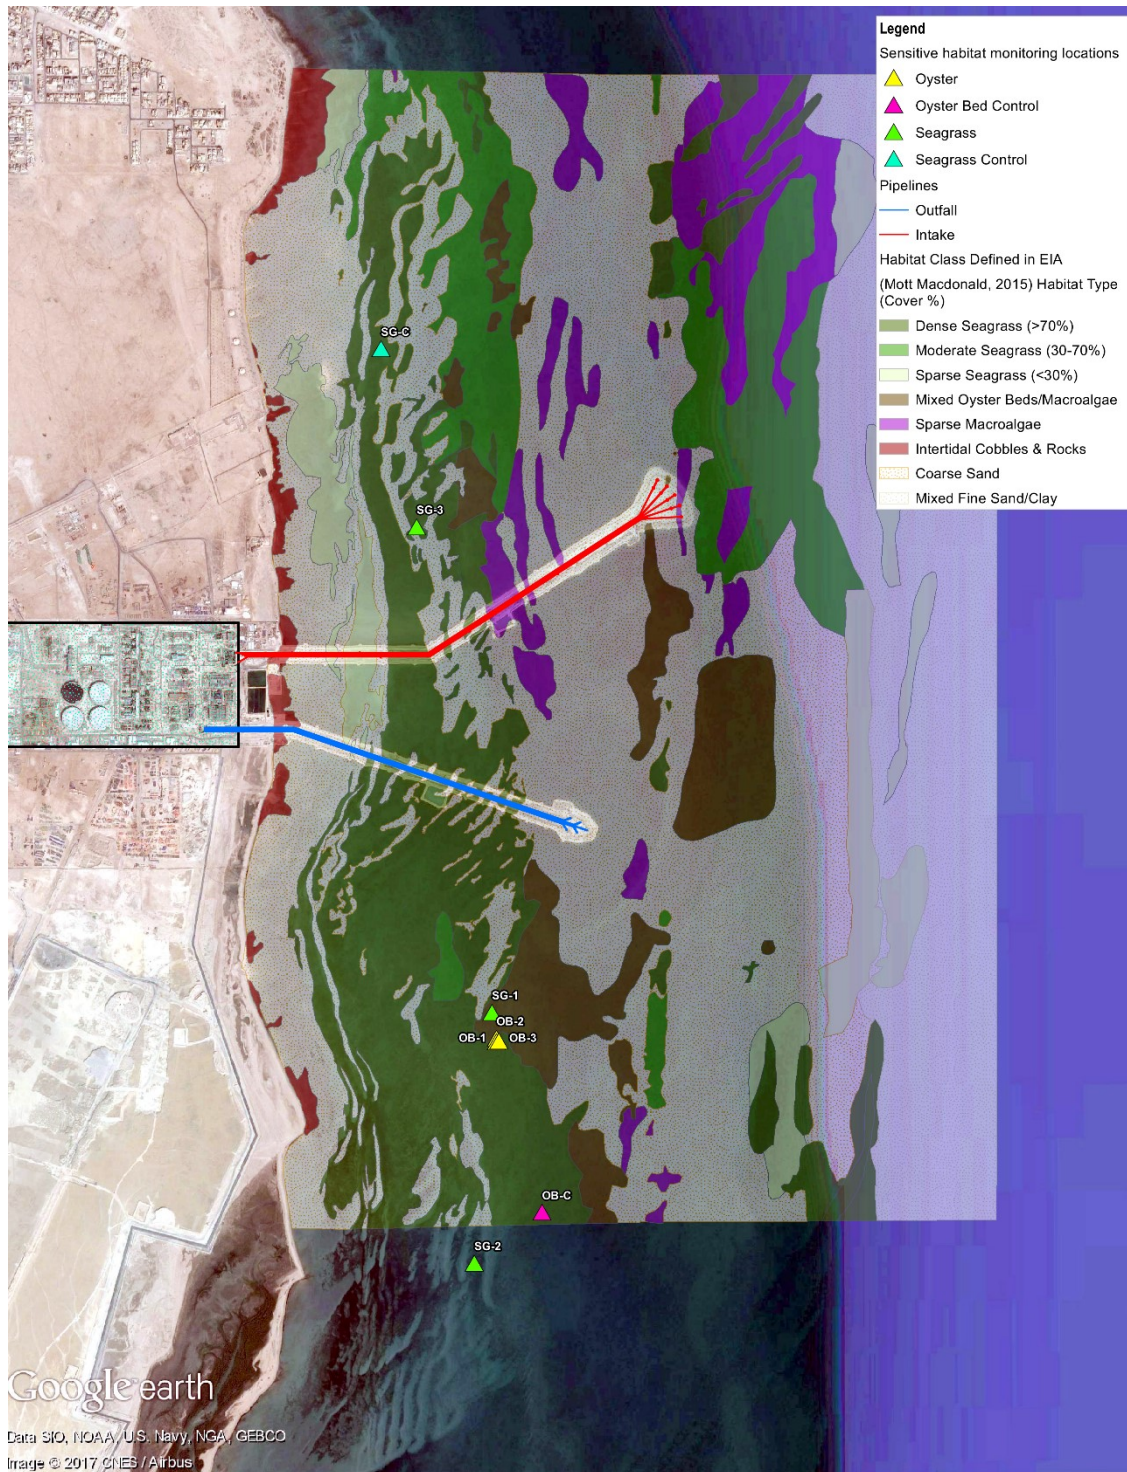 Legend
Sensitive habitat monitoring locations
Oyster
Oyster Bed Control
Seagrass
Seagrass Control
Pipelines
Outfall
Intake
Habitat Class Defined in EIA
(Mott Macdonald, 2015) Habitat Type
(Cover %)
Dense Seagrass (>70%)
Moderate Seagrass (30-70%)
Sparse Seagrass (<30%)
Mixed Oyster Beds/Macroalgae
Sparse Macroalgae
Intertidal Cobbles & Rocks
Coarse Sand
Mixed Fine Sand/Clay
SG-C
SG-3
SG-1
OB-2
OB-1 OB-3
OB-C
SG-2
Google earth
Data SIO, NOAA, U.S. Navy, NGA, GEBCO
Image © 2017 CNES / Airbus